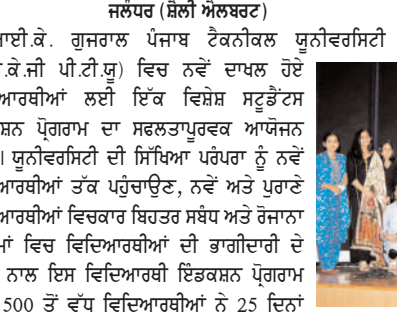 ਜਲੰਧਰ (ਸ਼ੈਲੀ ਐਲਬਰਟ)
ਆਈ.ਕੇ. ਗੁਜਰਾਲ ਪੰਜਾਬ ਟੈਕਨੀਕਲ ਯੂਨੀਵਰਸਿਟੀ
.ਕੇ.ਜੀ ਪੀ.ਟੀ.ਯੂ) ਵਿਚ ਨਵੇਂ ਦਾਖਲ ਹੋਏ
ਆਰਥੀਆਂ ਲਈ ਇੱਕ ਵਿਸ਼ੇਸ਼ ਸਟੂਡੈਂਟਸ
ਸ਼ਨ ਪ੍ਰੋਗਰਾਮ ਦਾ ਸਫਲਤਾਪੂਰਵਕ ਆਯੋਜਨ
। ਯੂਨੀਵਰਸਿਟੀ ਦੀ ਸਿੱਖਿਆ ਪਰੰਪਰਾ ਨੂੰ ਨਵੇਂ
ਆਰਥੀਆਂ ਤੱਕ ਪਹੁੰਚਾਉਣ, ਨਵੇਂ ਅਤੇ ਪੁਰਾਣੇ
ਆਰਥੀਆਂ ਵਿਚਕਾਰ ਬਿਹਤਰ ਸਬੰਧ ਅਤੇ ਰੋਜਾਨਾ
ਮਾਂ ਵਿਚ ਵਿਦਿਆਰਥੀਆਂ ਦੀ ਭਾਗੀਦਾਰੀ ਦੇ
ਨਾਲ ਇਸ ਵਿਦਿਆਰਥੀ ਇੰਡਕਸ਼ਨ ਪ੍ਰੋਗਰਾਮ
500 ਤੋਂ ਵੱਧ ਵਿਦਿਆਰਥੀਆਂ ਨੇ 25 ਦਿਨਾਂ